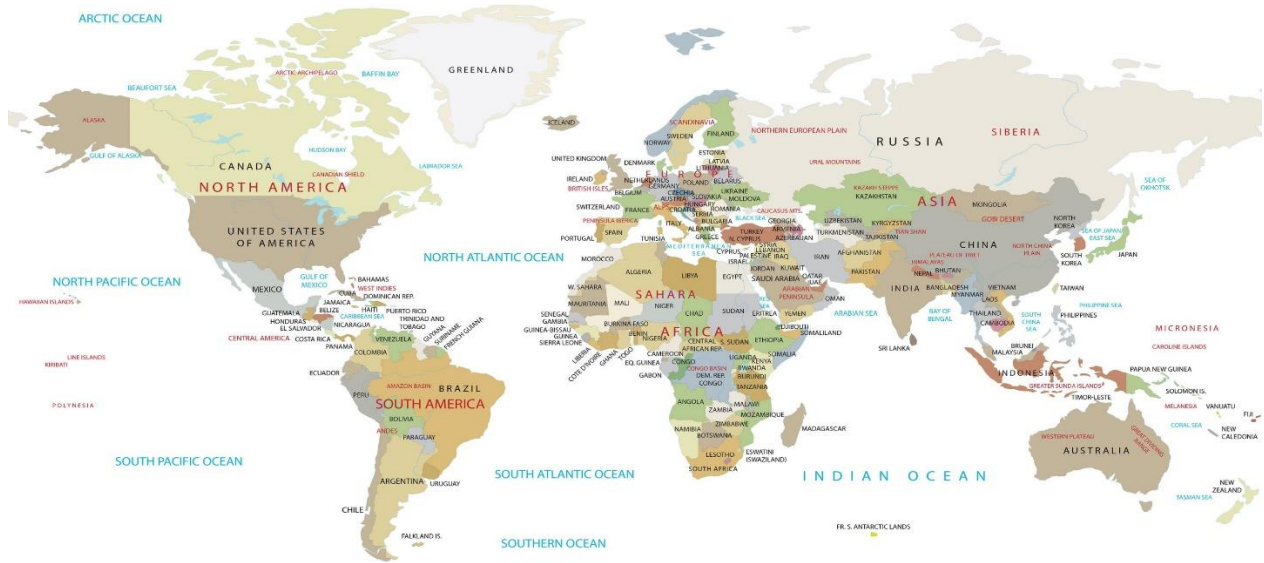 ARCTIC OCEAN
GREENLAND
ARCTIC ARCHIPELAGO
BAFFIN BAY
BEAUFORT SEA
ALASKA
GULF OF ALASKA
HUDSON BAY
LABRADOR SEA
CANADA
CANADIAN SHIELD
NORTH AMERICA
UNITED STATES
OF AMERICA
NORTH PACIFIC OCEAN
NORTH ATLANTIC OCEAN
HAWAIIAN ISLANDS
GULF OF
MEXICO
MEXICO
BAHAMAS
WEST INDIES
CUBA
DOMINICAN REP.
JAMAICA
HAITI
PUERTO RICO
BELIZE
GUATEMALA
HONDURAS
EL SALVADOR
CARIBBEAN SEA
NICARAGUA
TRINIDAD AND
TOBAGO
CENTRAL AMERICA
COSTA RICA
PANAMA
VENEZUELA
GUYANA
SURINAME
FRENCH GUIANA
COLOMBIA
ECUADOR
LINE ISLANDS
KIRIBATI
POLYNESIA
PERU
AMAZON BASIN
BRAZIL
SOUTH AMERICA
BOLIVIA
ANDES
PARAGUAY
SOUTH PACIFIC OCEAN
SOUTH ATLANTIC OCEAN
ARGENTINA
URUGUAY
CHILE
FALKLAND IS.
SOUTHERN OCEAN
ICELAND
SCANDINAVIA
SWEDEN
NORWAY
FINLAND
ESTONIA
LATVIA
LITHUANIA
UNITED KINGDOM
DENMARK
EUROPE
IRELAND
NETHERLANDS
GERMANY
POLAND
BELARUS
BRITISH ISLES
BELGIUM
CZECHIA
SLOVAKIA
UKRAINE
AUSTRIA
HUNGARY
MOLDOVA
SWITZERLAND
FRANCE
ALPS
CROATIA
ROMANIA
SERBIA
PENINSULA IBERICA
ITALY
BULGARIA
BLACK SEA
CAUCASUS MTS.
SPAIN
ALBANIA
GREECE
GEORGIA
ARMENIA
AZERBAIJAN
TURKEY
N. CYPRUS
PORTUGAL
TUNISIA
MEDITERRANEAN
SEA
CYPRUS
SYRIA
LEBANON
PALESTINE
IRAQ
ISRAEL
MOROCCO
ALGERIA
LIBYA
EGYPT
JORDAN
KUWAIT
SAUDI ARABIA
QATAR
UAE
W. SAHARA
SAHARA
ARABIAN
PENINSULA
OMAN
MAURITANIA
MALI
NIGER
CHAD
SUDAN
RED
SEA
ERITREA
YEMEN
ARABIAN SEA
SENEGAL
GAMBIA
GUINEA-BISSAU
GUINEA
SIERRA LEONE
BURKINA FASO
BENIN
NIGERIA
AFRICA
DJIBOUTI
SOMALILAND
LIBERIA
COTE D'IVOIRE
GHANA
TOGO
CENTRAL
AFRICAN REP.
S. SUDAN
ETHIOPIA
SOMALIA
CAMEROON
EQ. GUINEA
GABON
CONGO
CONGO BASIN
DEM. REP.
CONGO
UGANDA
KENYA
RWANDA
BURUNDI
TANZANIA
ANGOLA
MALAWI
ZAMBIA
MOZAMBIQUE
ZIMBABWE
NAMIBIA
BOTSWANA
MADAGASCAR
LESOTHO
ESWATINI
(SWAZILAND)
SOUTH AFRICA
NORTHERN EUROPEAN PLAIN
RUSSIA
SIBERIA
URAL MOUNTAINS
SEA OF
OKHOTSK
KAZAKH STEPPE
KAZAKHSTAN
ASIA
MONGOLIA
GOBI DESERT
UZBEKISTAN
KYRGYZSTAN
TURKMENISTAN
TIAN SHAN
TAJIKISTAN
NORTH
KOREA
SEA OF JAPAN/
EAST SEA
CHINA
NORTH CHINA
PLAIN
SOUTH
KOREA
JAPAN
IRAN
AFGHANISTAN
PLATEAU OF TIBET
HIMALAYAS
PAKISTAN
NEPAL
BHUTAN
INDIA
BANGLADESH
MYANMAR
VIETNAM
LAOS
TAIWAN
BAY OF
BENGAL
THAILAND
CAMBODIA
SOUTH
CHINA
SEA
PHILIPPINES
PHILIPPINE SEA
SRI LANKA
BRUNEI
MALAYSIA
MICRONESIA
CAROLINE ISLANDS
INDONESIA
GREATER SUNDA ISLANDS
PAPUA NEW GUINEA
TIMOR-LESTE
SOLOMON IS.
MELANESIA
VANUATU
FIJI
CORAL SEA
NEW
CALEDONIA
WESTERN PLATEAU
GREAT DIVIDING
RANGE
AUSTRALIA
INDIAN OCEAN
TASMAN SEA
NEW
ZEALAND
FR. S. ANTARCTIC LANDS